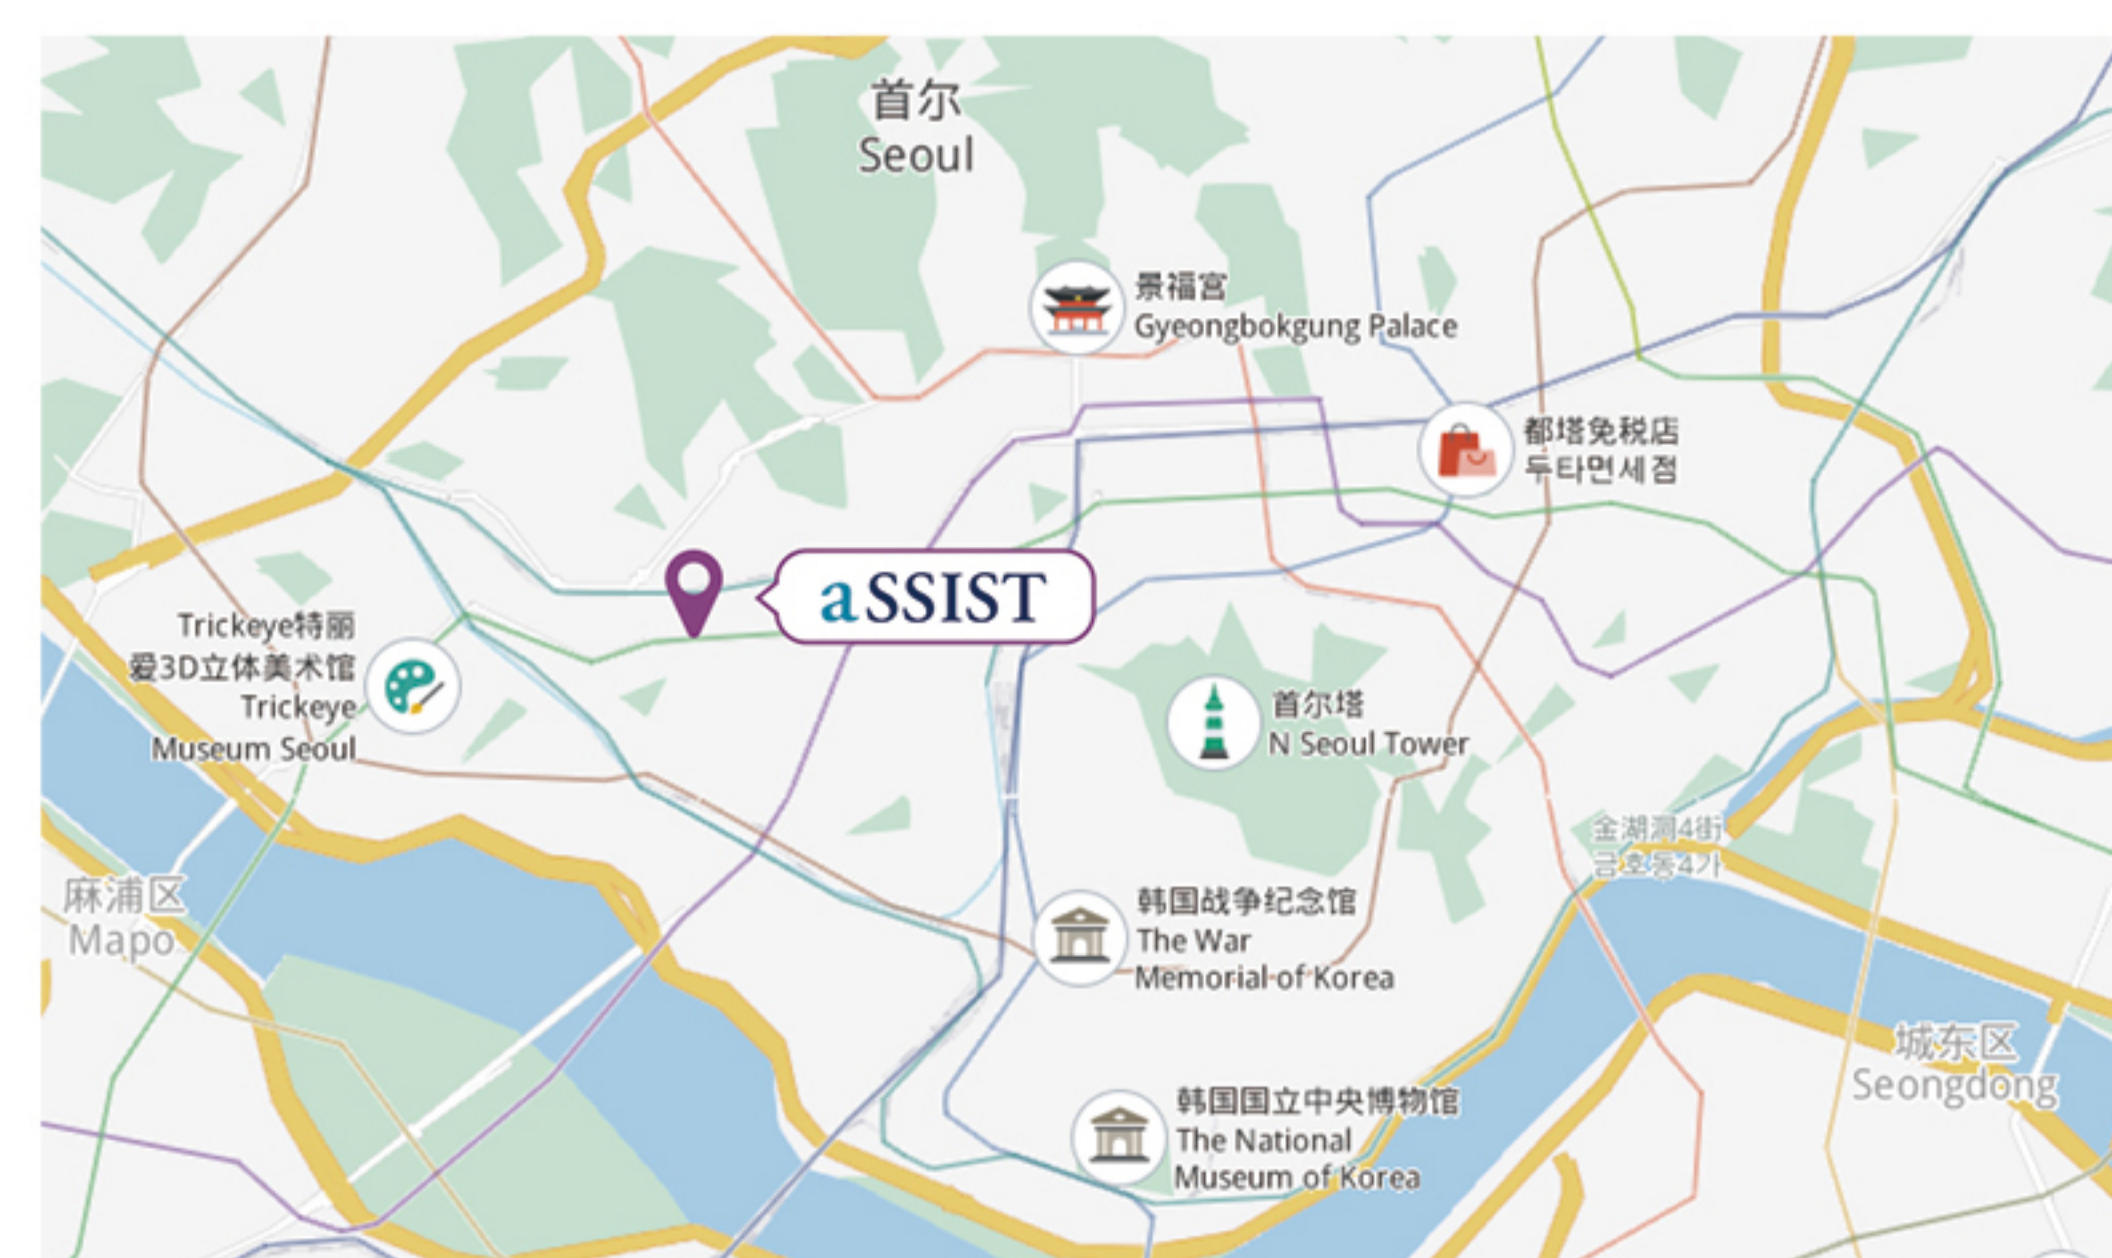 首尔
Seoul
景福宫
Gyeongbokgung Palace
都塔免税店
두타면세점
aSSIST
Trickeye特丽
爱3D立体美术馆
Trickeye
Museum Seoul
首尔塔
N Seoul Tower
金湖洞4街
금호동4가
麻浦区
Mapo
韩国战争纪念馆
The War
Memorial of Korea
城东区
Seongdong
韩国国立中央博物馆
The National
Museum of Korea